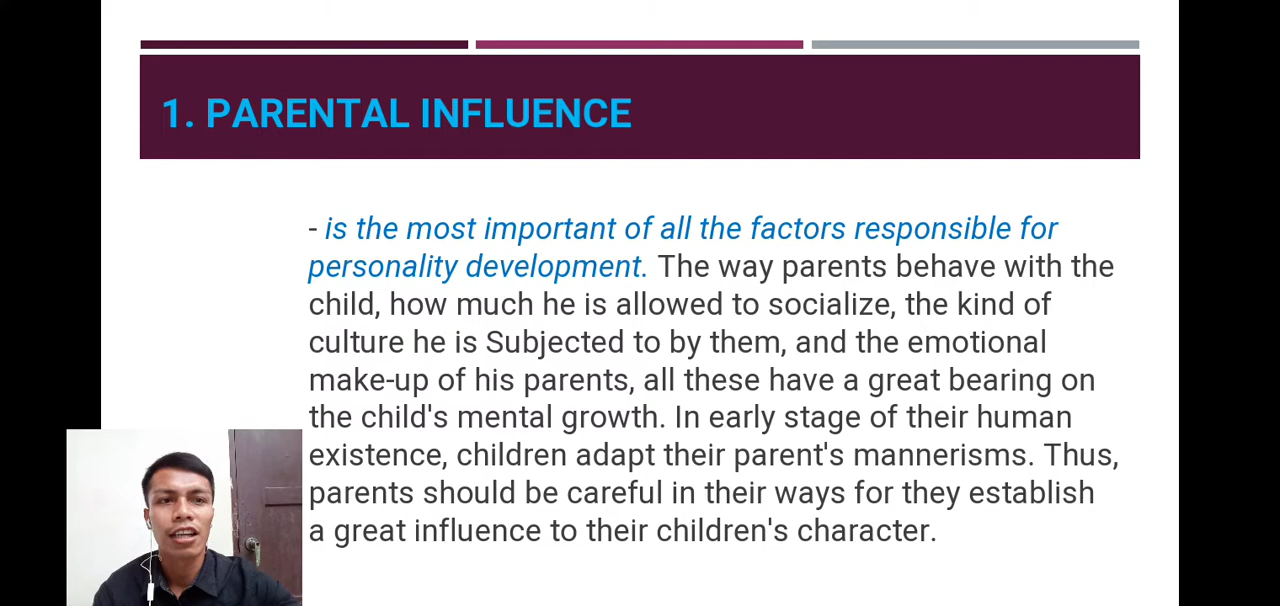 1. PARENTAL INFLUENCE
- is the most important of all the factors responsible for
personality development. The way parents behave with the
child, how much he is allowed to socialize, the kind of
culture he is Subjected to by them, and the emotional
make-up of his parents, all these have a great bearing on
the child's mental growth. In early stage of their human
existence, children adapt their parent's mannerisms. Thus,
parents should be careful in their ways for they establish
a great influence to their children's character.